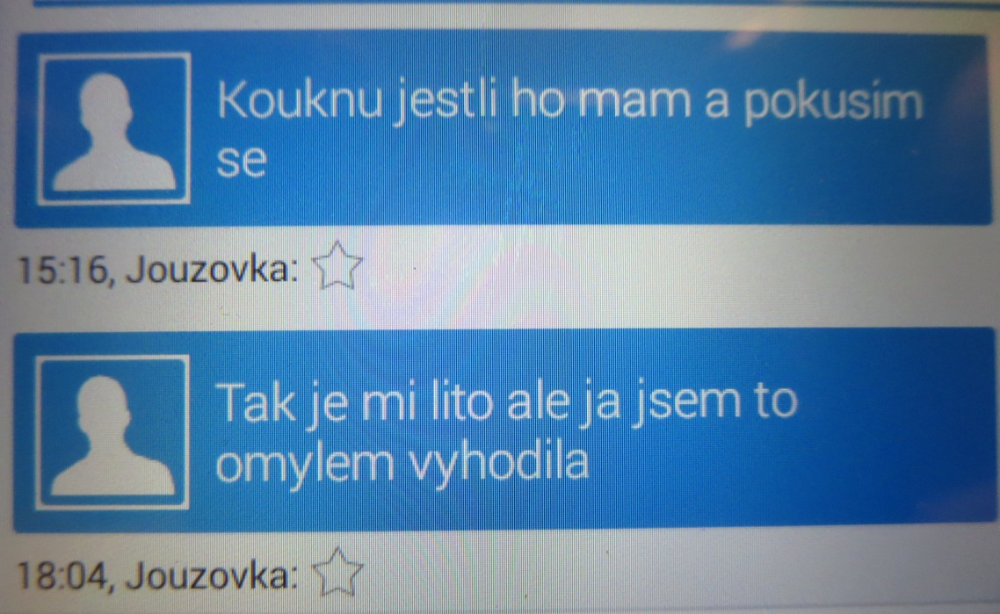 Kouknu jestli ho mam a pokusim
se
15:16, Jouzovka:
Tak je mi lito ale ja jsem to
omylem vyhodila
18:04, Jouzovka: